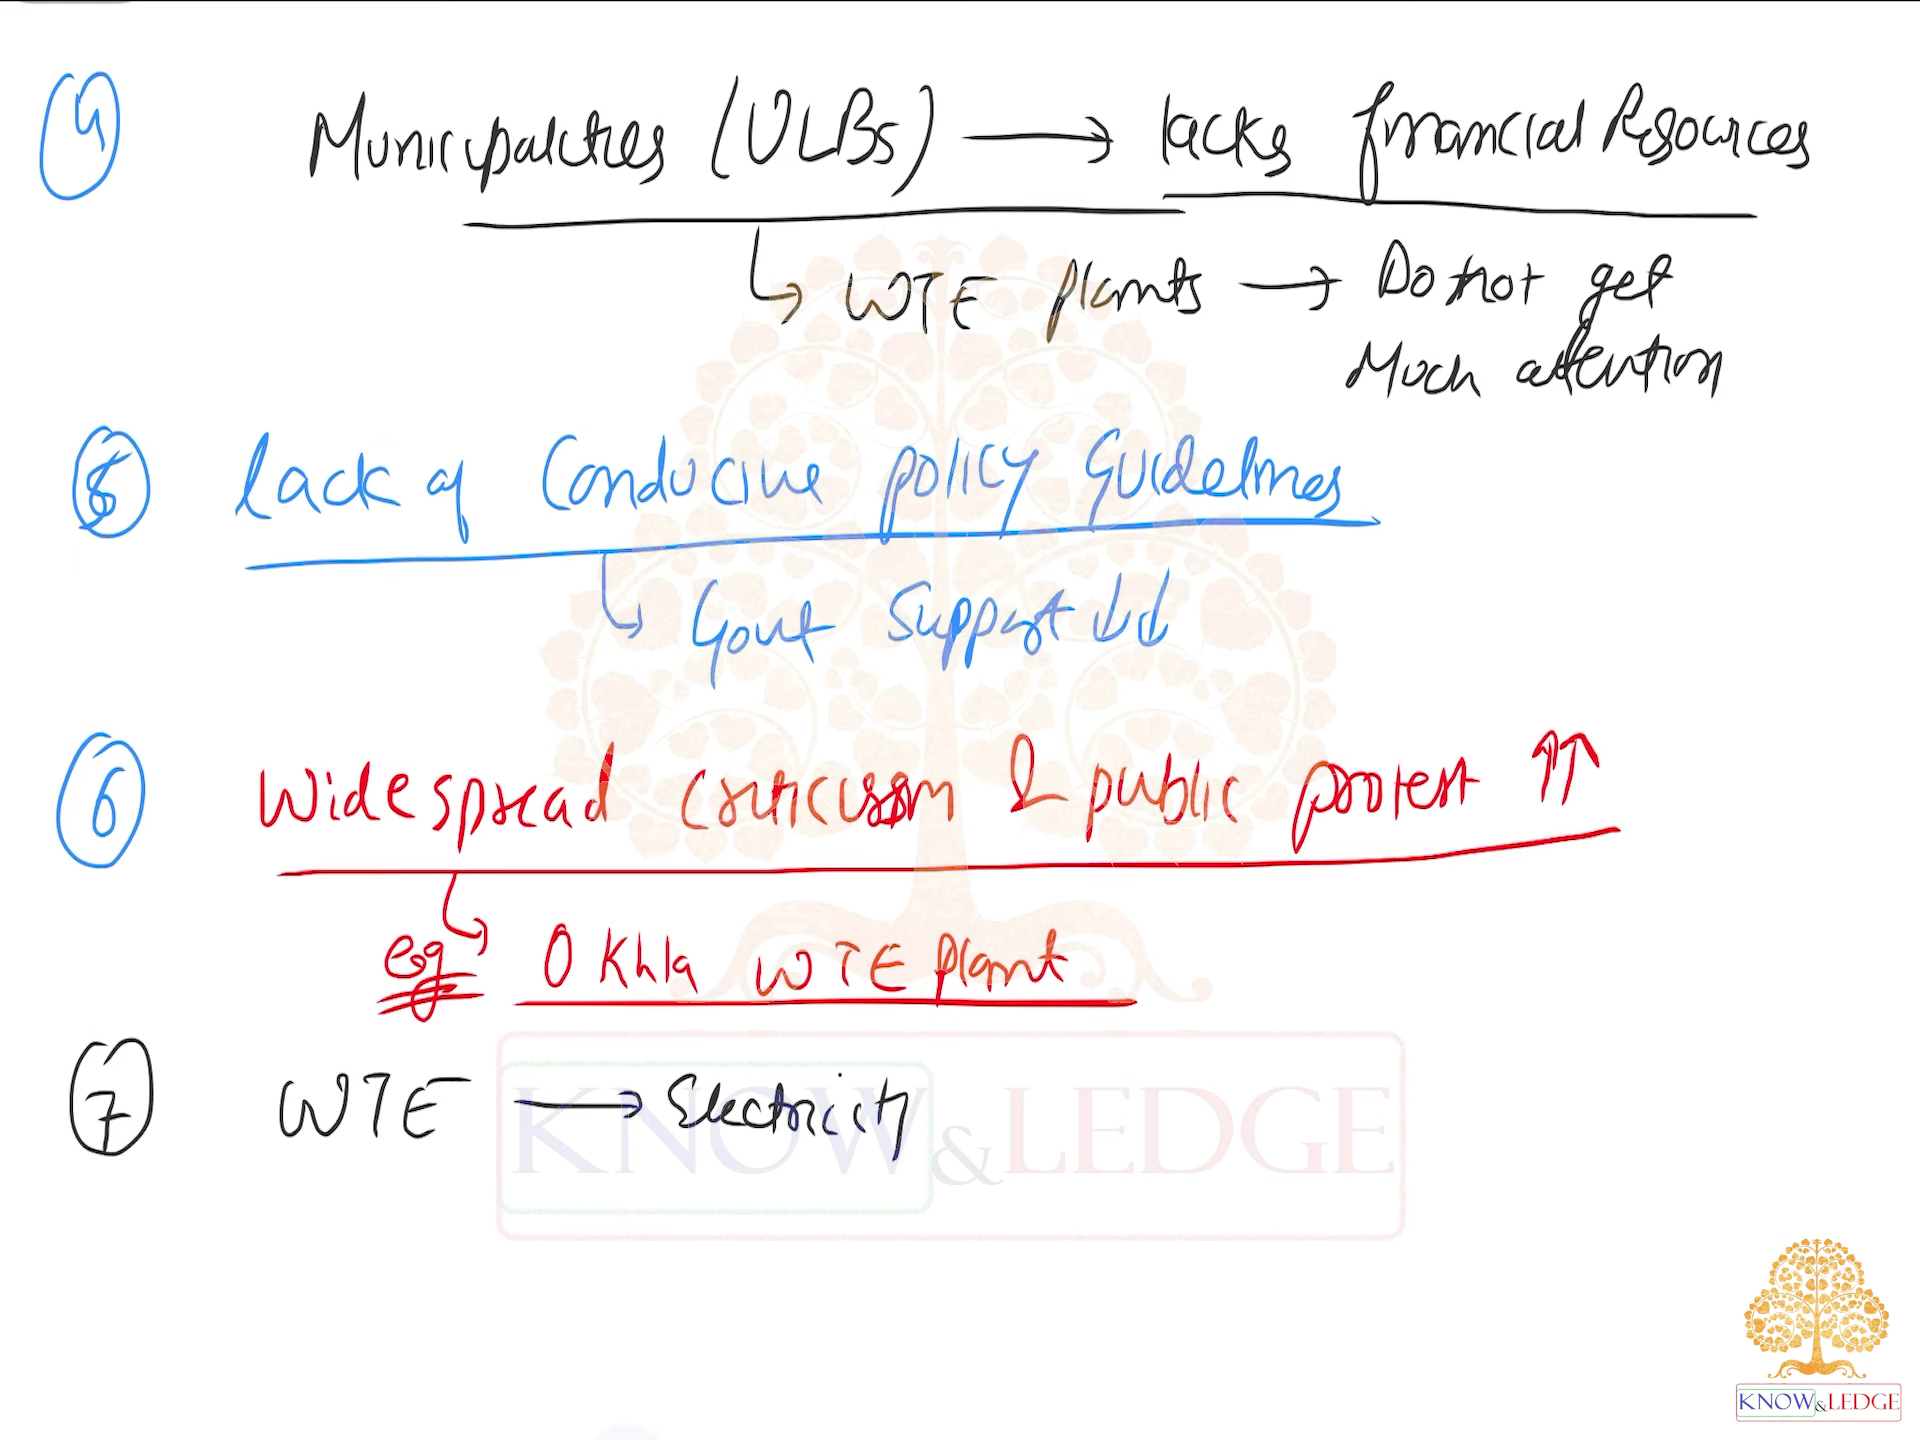 4 Municipalities (ULBs) → lacks financial Resources
↳ WTE plants → Do not get
Much attention
5 lack of Conducive policy Guidelines
↳ Govt Support ↓↓
6 Widespread criticism & public protest ↑↑
eg ↳ Okhla WTE plant
7 WTE → Electricity
KNOW&LEDGE
KNOW&LEDGE